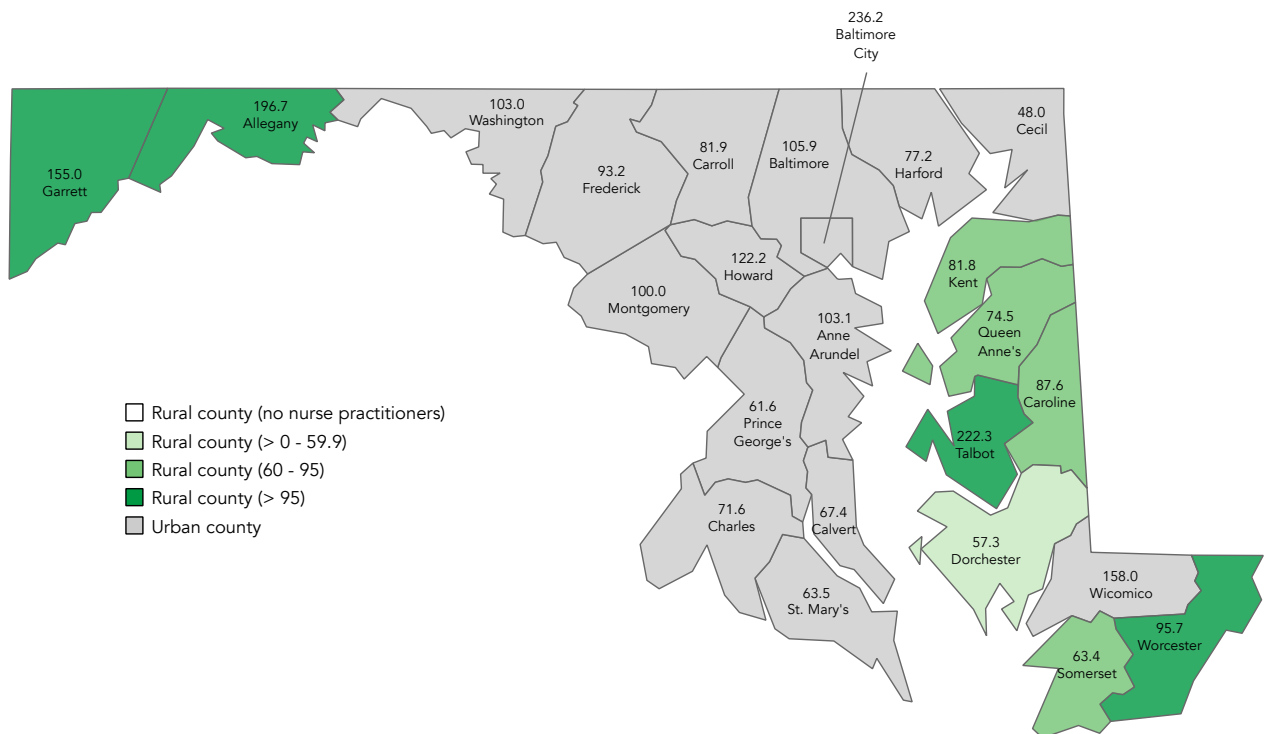 236.2
Baltimore
City
196.7
Allegany
103.0
Washington
48.0
Cecil
81.9
Carroll
105.9
Baltimore
77.2
Harford
155.0
Garrett
93.2
Frederick
122.2
Howard
81.8
Kent
100.0
Montgomery
103.1
Anne
Arundel
74.5
Queen
Anne's
87.6
Caroline
61.6
Prince
George's
222.3
Talbot
Rural county (no nurse practitioners)
Rural county (> 0 - 59.9)
Rural county (60 - 95)
Rural county (> 95)
Urban county
71.6
Charles
67.4
Calvert
57.3
Dorchester
63.5
St. Mary's
158.0
Wicomico
95.7
Worcester
63.4
Somerset